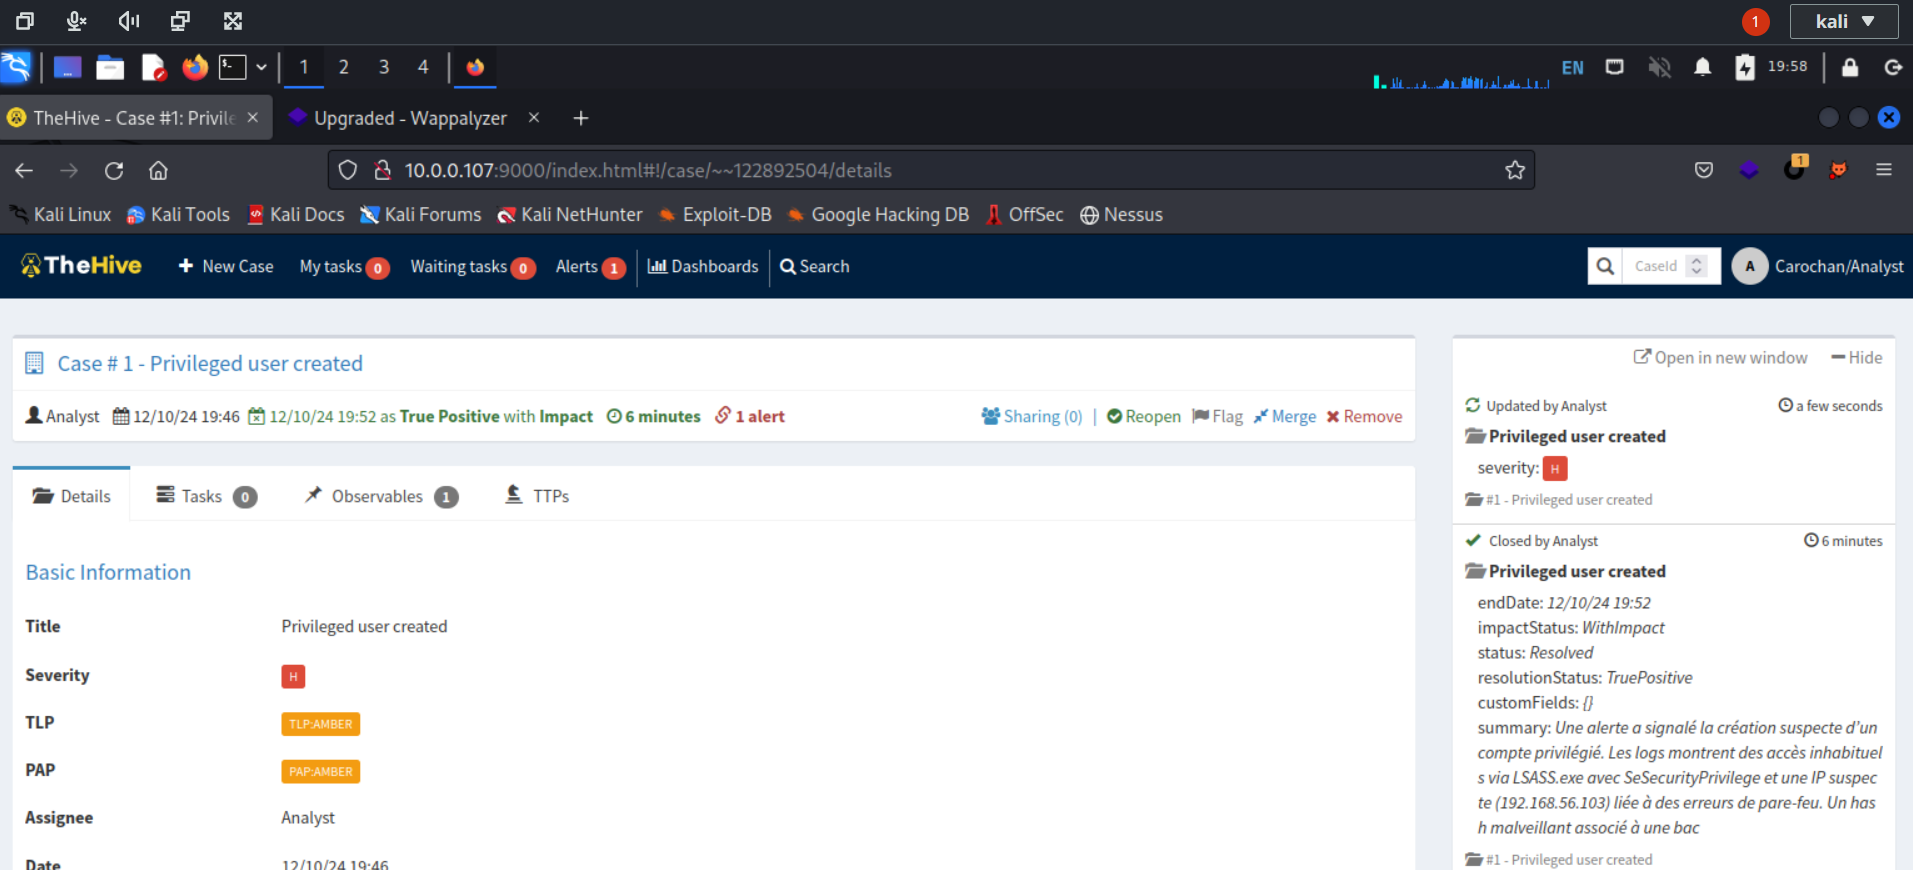 1 kali
1 2 3 4 EN 19:58
TheHive - Case #1: Privile Upgraded - Wappalyzer
10.0.0.107:9000/index.html#!/case/~~122892504/details 1
Kali Linux Kali Tools Kali Docs Kali Forums Kali NetHunter Exploit-DB Google Hacking DB OffSec Nessus
TheHive New Case My tasks 0 Waiting tasks 0 Alerts 1 Dashboards Search CaseId A Carochan/Analyst
Case # 1 - Privileged user created
Analyst 12/10/24 19:46 12/10/24 19:52 as True Positive with Impact 6 minutes 1 alert Sharing (0) | Reopen Flag Merge Remove
Details Tasks 0 Observables 1 TTPs
Basic Information
Title Privileged user created
Severity H
TLP TLP:AMBER
PAP PAP:AMBER
Assignee Analyst
Date 12/10/24 19:46
Open in new window Hide
Updated by Analyst a few seconds
Privileged user created
severity: H
#1 - Privileged user created
Closed by Analyst 6 minutes
Privileged user created
endDate: 12/10/24 19:52
impactStatus: WithImpact
status: Resolved
resolutionStatus: TruePositive
customFields: {}
summary: Une alerte a signalé la création suspecte d'un
compte privilégié. Les logs montrent des accès inhabituel
s via LSASS.exe avec SeSecurityPrivilege et une IP suspec
te (192.168.56.103) liée à des erreurs de pare-feu. Un has
h malveillant associé à une bac
#1 - Privileged user created